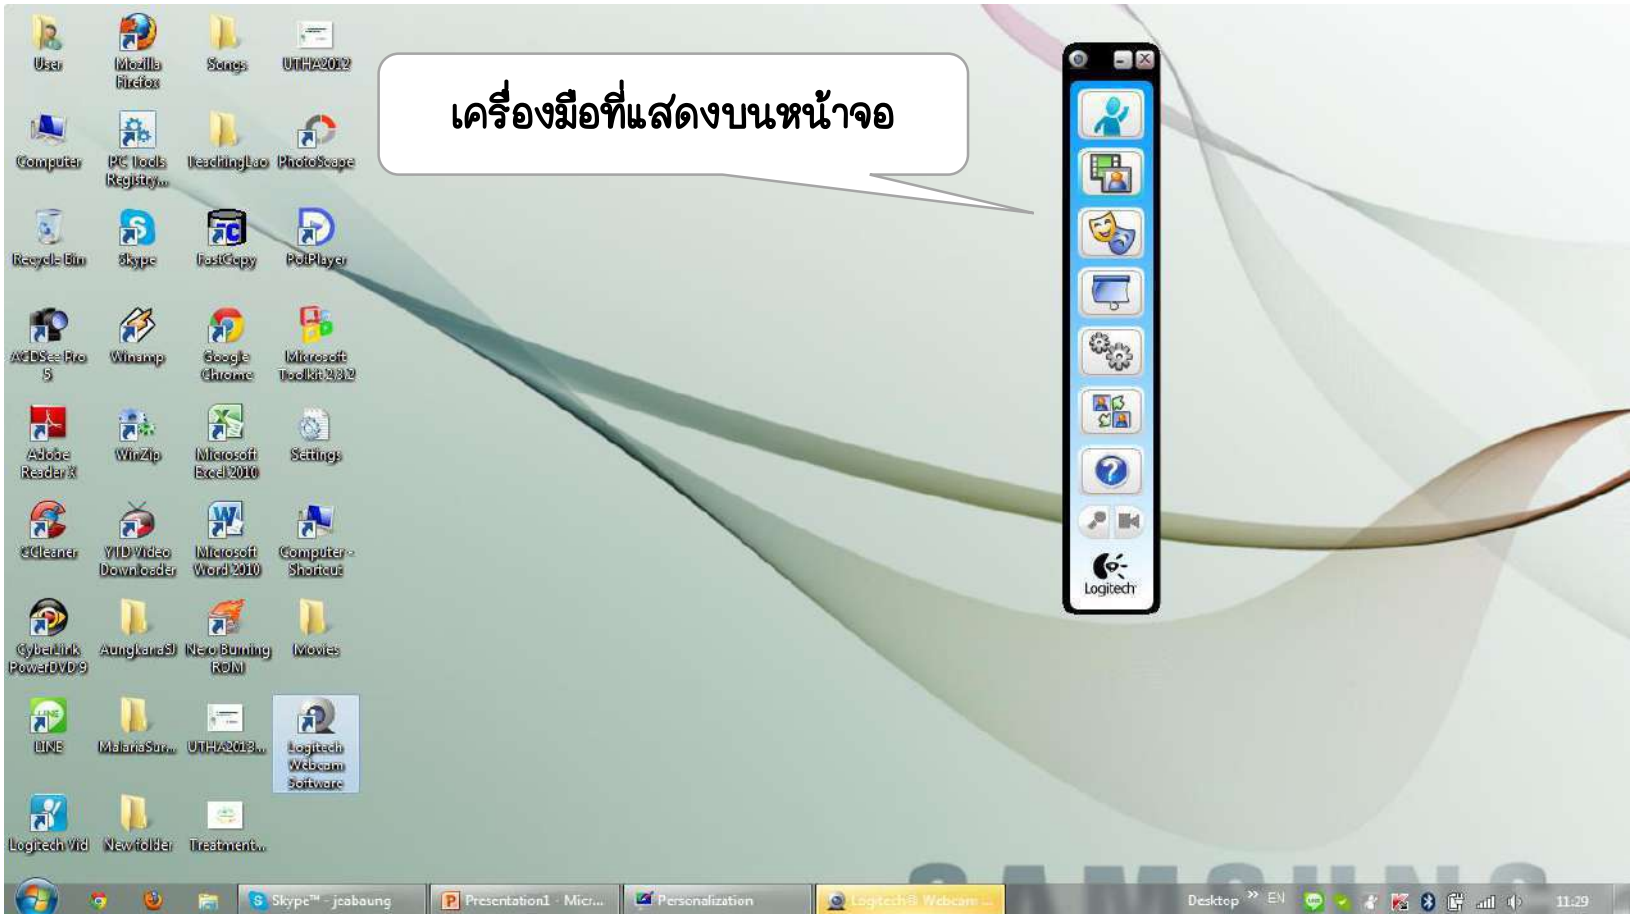 User
Mozilla
Firefox
Songs
UTHA2012
เครื่องมือที่แสดงบนหน้าจอ
Computer
PC Tools
Registry...
TeachingLao
PhotoScape
Recycle Bin
Skype
FastCopy
PotPlayer
ACDSee Pro
5
Winamp
Google
Chrome
Microsoft
Toolkit 2.3.2
Adobe
Reader X
WinZip
Microsoft
Excel 2010
Settings
CCleaner
YTD Video
Downloader
Microsoft
Word 2010
Computer -
Shortcut
CyberLink
PowerDVD 9
AungkanaSJ
Nero Burning
ROM
Movies
LINE
MalariaSur...
UTHA2013...
Logitech
Webcam
Software
Logitech Vid
New folder
Treatment...
Logitech
SAMSUNG
Skype™ - jeabaung
Presentation1 - Micr...
Personalization
Logitech® Webcam ...
Desktop
EN
11:29